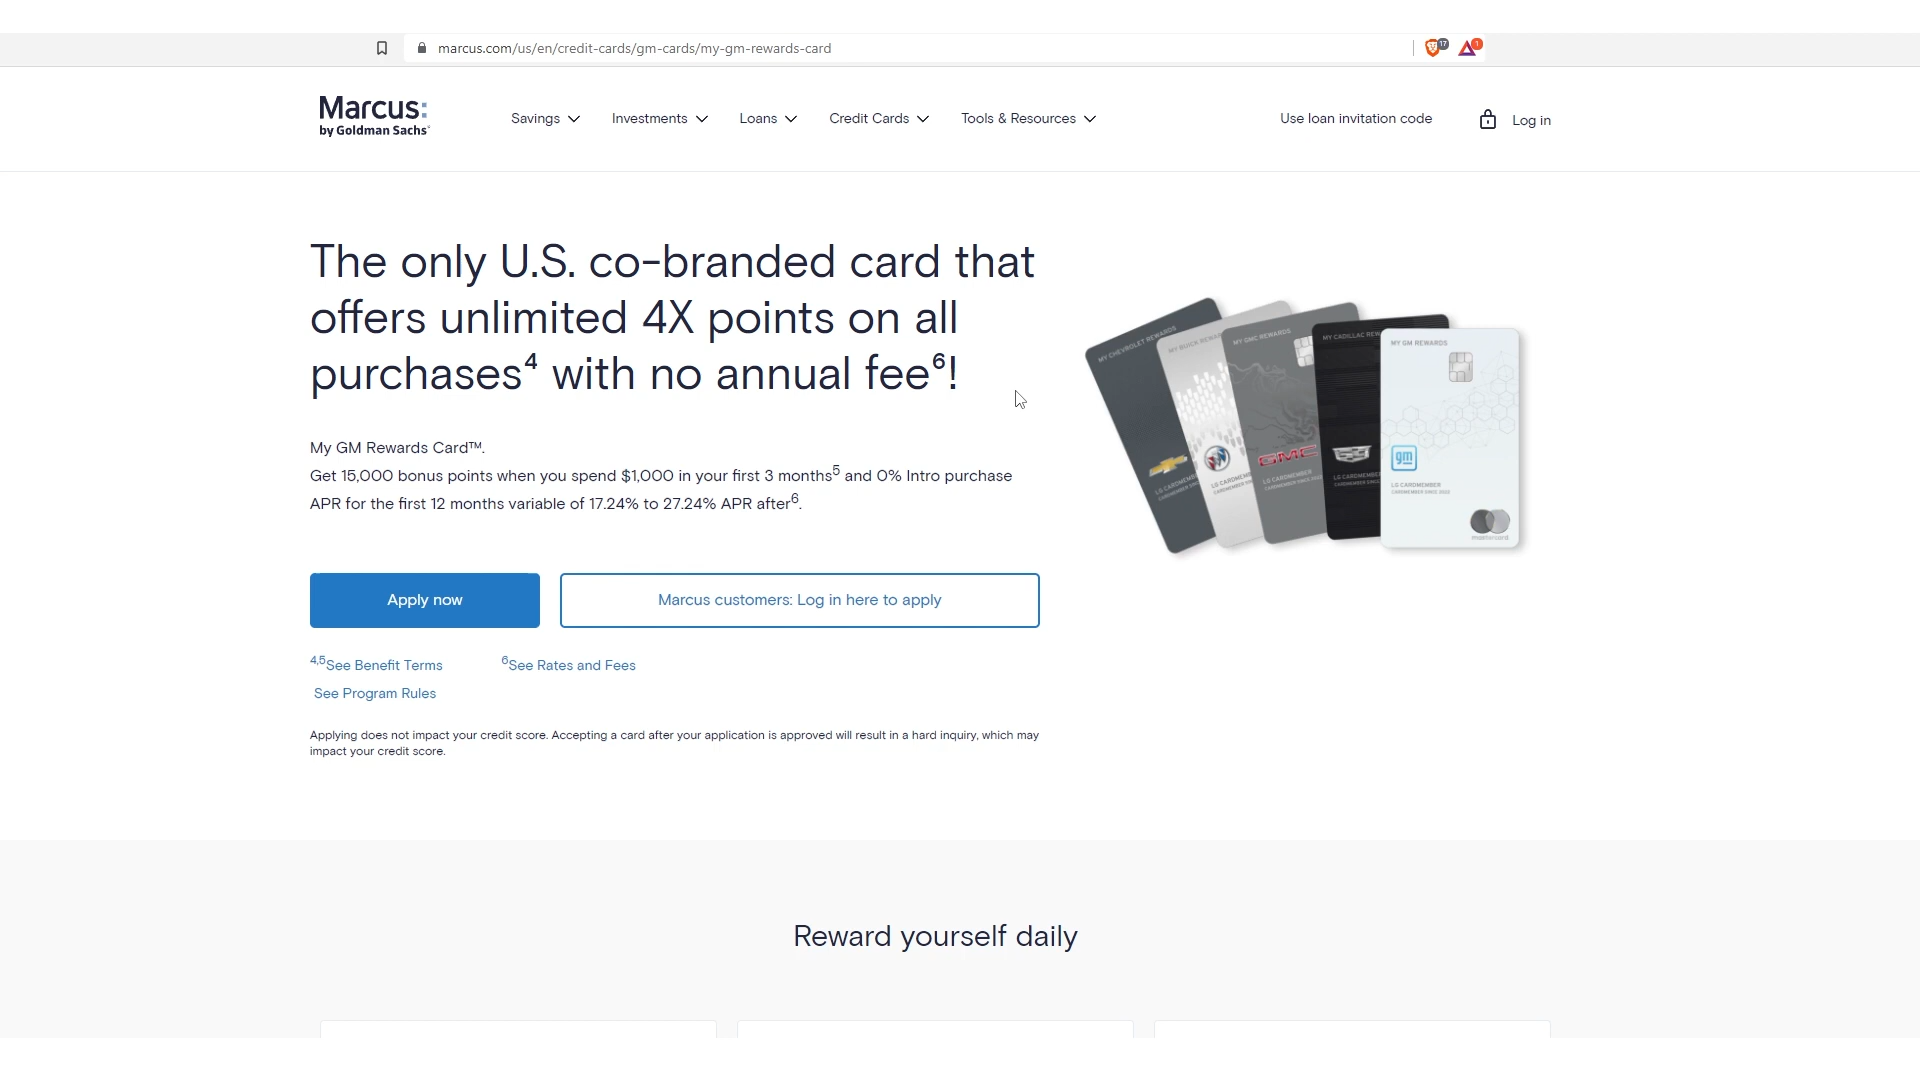 marcus.com/us/en/credit-cards/gm-cards/my-gm-rewards-card
17
1
Marcus:
by Goldman Sachs
Savings
Investments
Loans
Credit Cards
Tools & Resources
Use loan invitation code
Log in
The only U.S. co-branded card that
offers unlimited 4X points on all
purchases⁴ with no annual fee⁶!
My GM Rewards Card™.
Get 15,000 bonus points when you spend $1,000 in your first 3 months⁵ and 0% Intro purchase
APR for the first 12 months variable of 17.24% to 27.24% APR after⁶.
MY CHEVROLET REWARDS
MY BUICK
MY GMC REWARDS
MY CADILLAC REW
MY GM REWARDS
GMC
gm
LG CARDMEMBER
CARDMEMBER SINCE 2022
mastercard
Apply now
Marcus customers: Log in here to apply
⁴,⁵See Benefit Terms
⁶See Rates and Fees
See Program Rules
Applying does not impact your credit score. Accepting a card after your application is approved will result in a hard inquiry, which may
impact your credit score.
Reward yourself daily